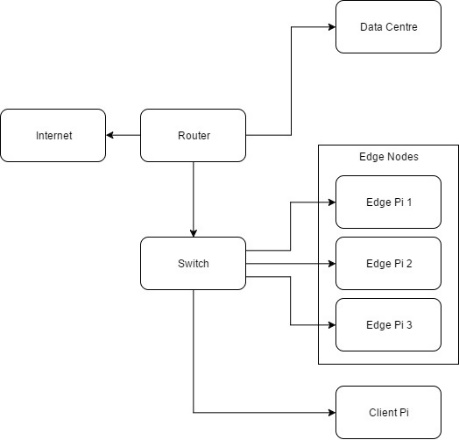 Data Centre
Internet
Router
Edge Nodes
Edge Pi 1
Switch
Edge Pi 2
Edge Pi 3
Client Pi